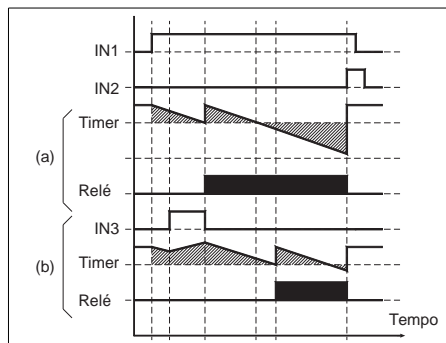 IN1
IN2
Timer
(a)
Relé
IN3
Timer
(b)
Relé
Tempo